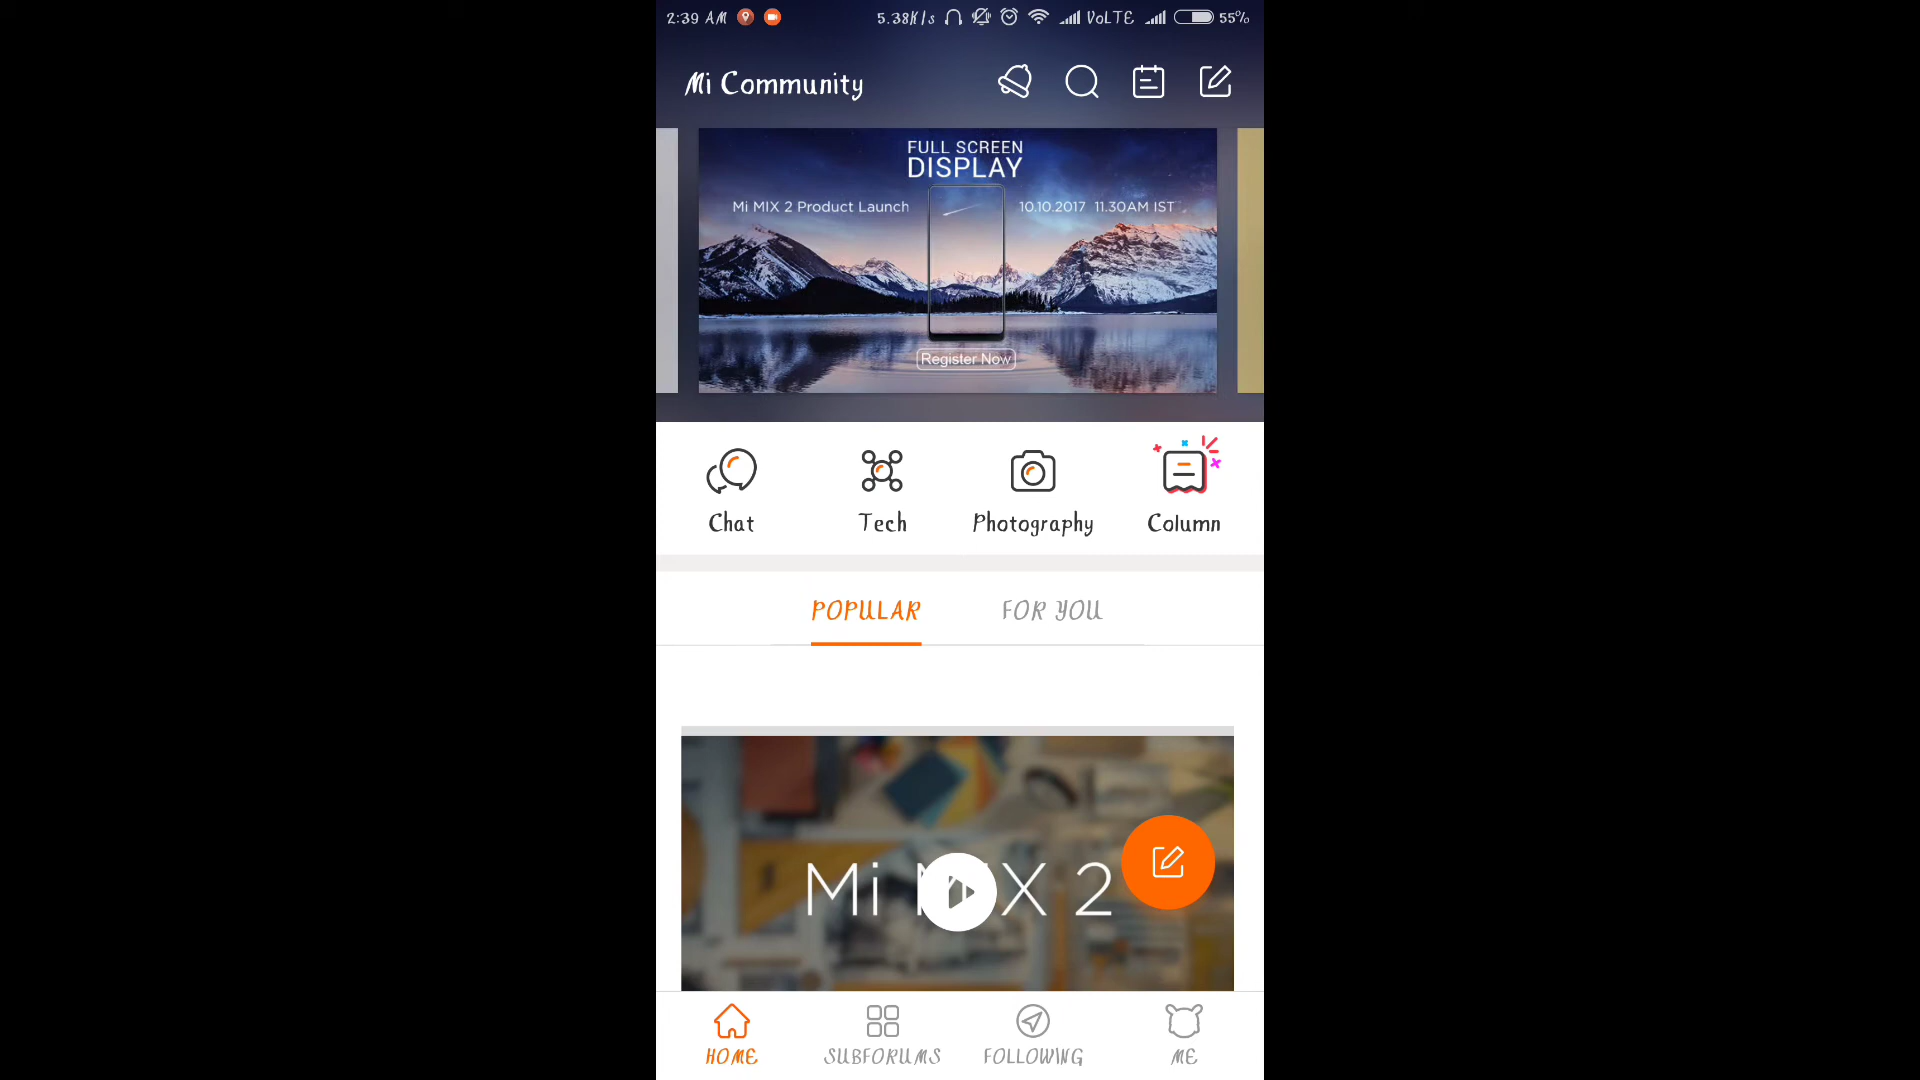 2:39 AM 5.38K/s VoLTE 55%
Mi Community
FULL SCREEN
DISPLAY
Mi MIX 2 Product Launch 10.10.2017 11.30AM IST
Register Now
Chat Tech Photography Column
POPULAR FOR YOU
Mi MIX 2
HOME SUBFORUMS FOLLOWING ME